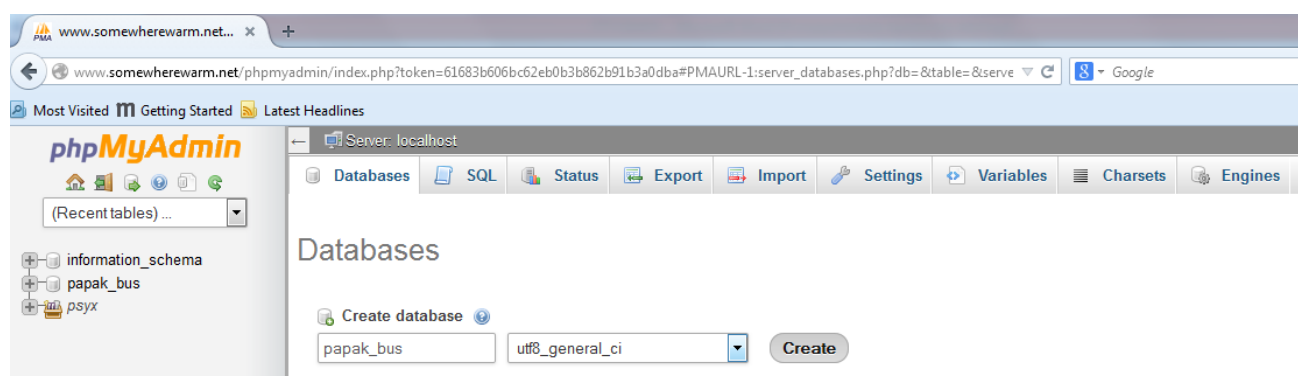 www.somewherewarm.net...
www.somewherewarm.net/phpmyadmin/index.php?token=61683b606bc62eb0b3b862b91b3a0dba#PMAURL-1:server_databases.php?db=&table=&serve
Google
Most Visited Getting Started Latest Headlines
phpMyAdmin
(Recent tables) ...
information_schema
papak_bus
psyx
Server: localhost
Databases SQL Status Export Import Settings Variables Charsets Engines
Databases
Create database
papak_bus utf8_general_ci Create